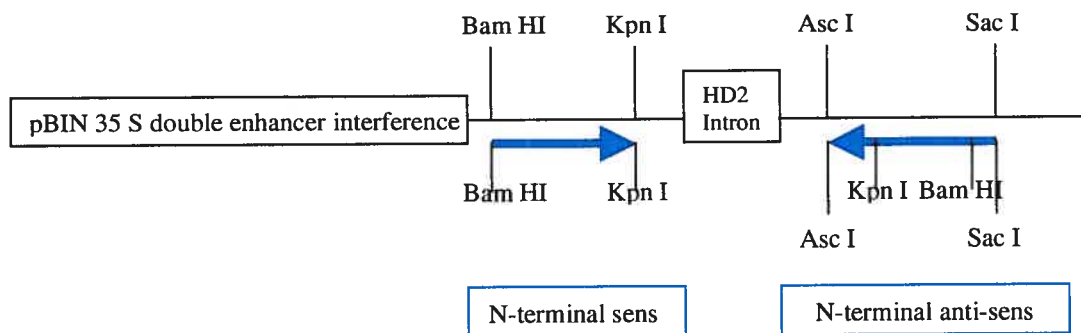 Bam HI Kpn I Asc I Sac I
HD2
Intron
pBIN 35 S double enhancer interference
Bam HI Kpn I Kpn I Bam HI
Asc I Sac I
N-terminal sens N-terminal anti-sens